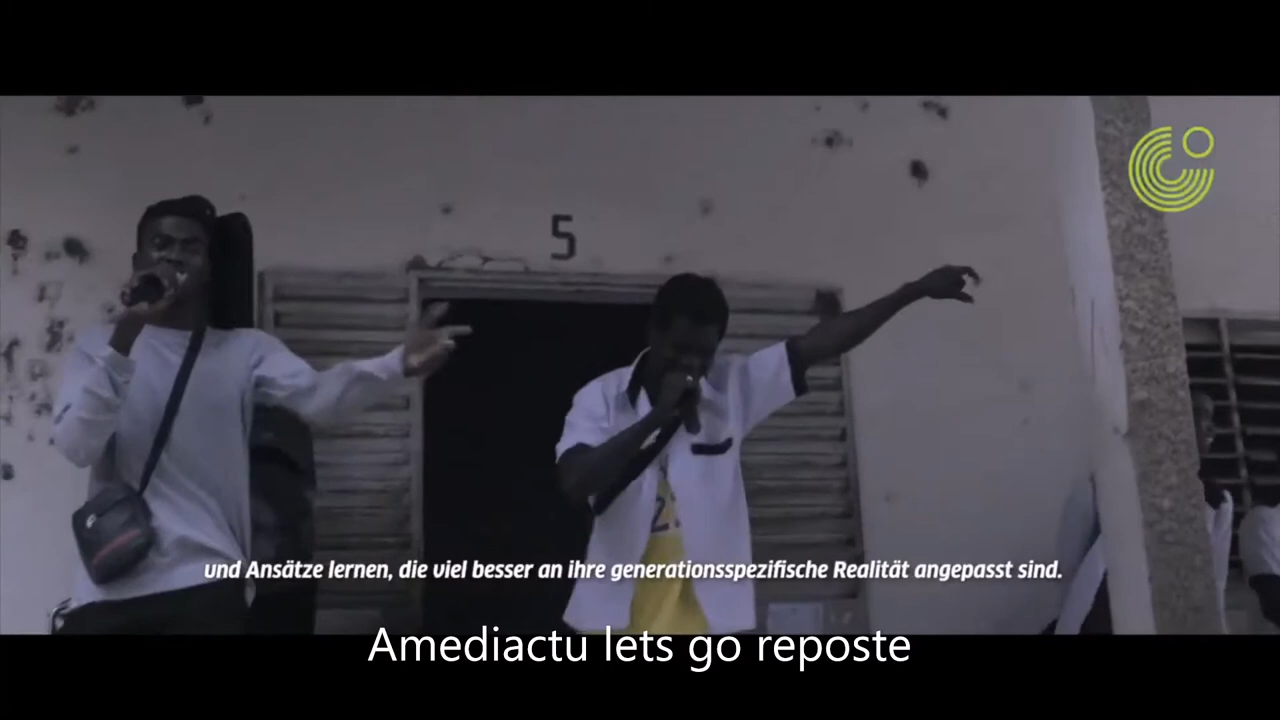 5
und Ansätze lernen, die viel besser an ihre generationsspezifische Realität angepasst sind.
Amediactu lets go reposte